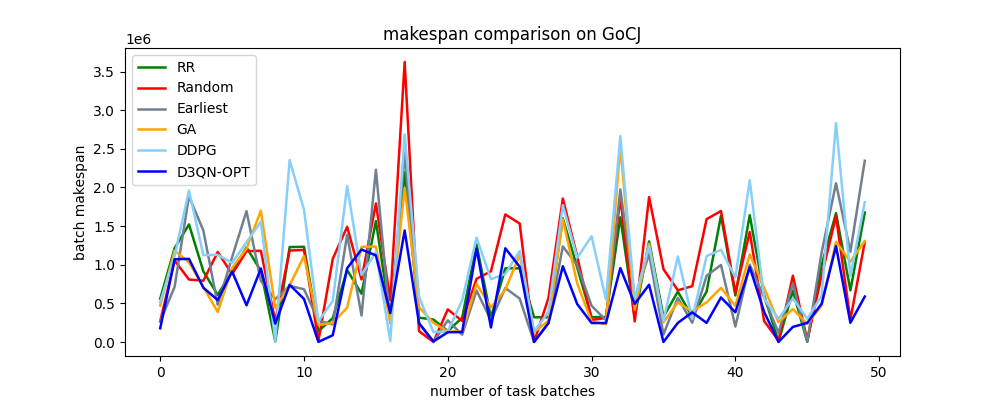 makespan comparison on GoCJ
1e6
3.5
3.0
2.5
2.0
1.5
1.0
0.5
0.0
batch makespan
RR
Random
Earliest
GA
DDPG
D3QN-OPT
0 10 20 30 40 50
number of task batches